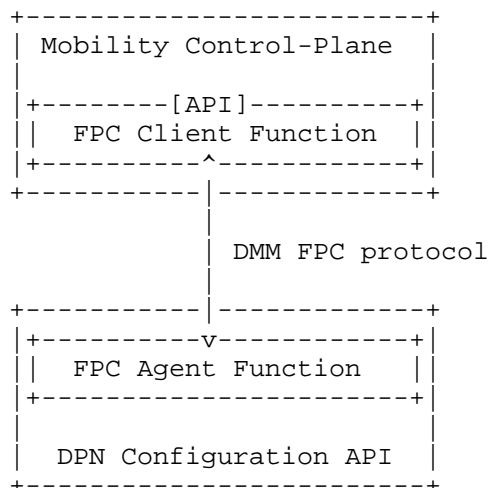 +-------------------------+
| Mobility Control-Plane  |
|                         |
|+--------[API]----------+|
||  FPC Client Function  ||
|+----------^------------+|
+-----------|-------------+
            |
            | DMM FPC protocol
            |
+-----------|-------------+
|+----------v------------+|
||  FPC Agent Function   ||
|+-----------------------+|
|                         |
|  DPN Configuration API  |
+-------------------------+